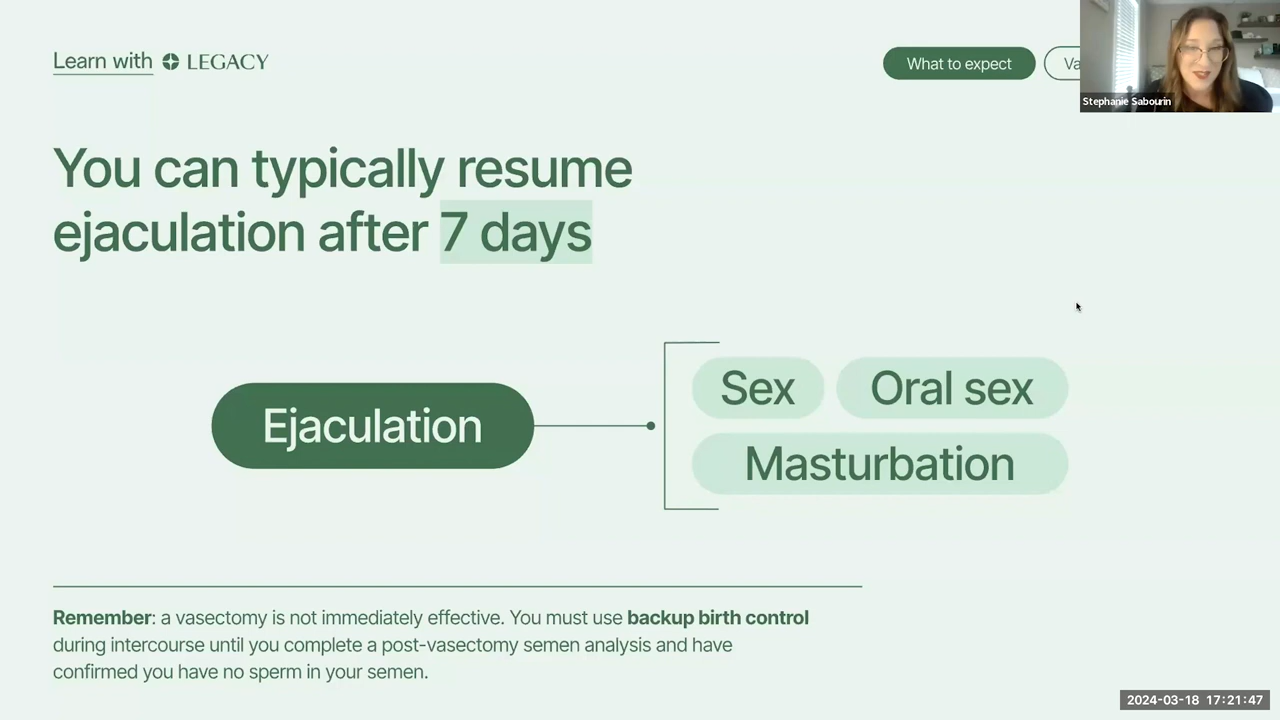 Learn with LEGACY
What to expect
Va
Stephanie Sabourin
You can typically resume
ejaculation after 7 days
Ejaculation
Sex
Oral sex
Masturbation
Remember: a vasectomy is not immediately effective. You must use backup birth control
during intercourse until you complete a post-vasectomy semen analysis and have
confirmed you have no sperm in your semen.
2024-03-18 17:21:47